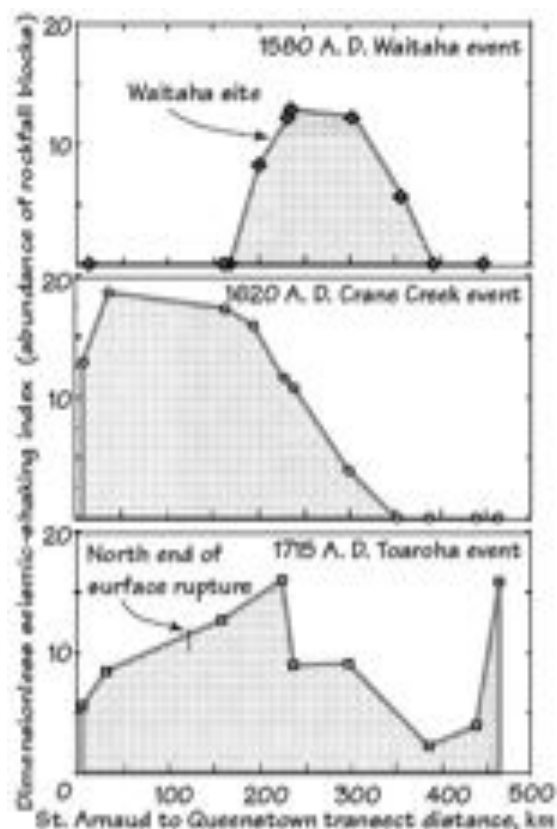 Dimensionless seismic-shaking index (abundance of rockfall blocks)
20
1580 A. D. Waitaha event
Waitaha site
10
20
1620 A. D. Crane Creek event
10
20
1715 A. D. Toaroha event
North end of
surface rupture
10
0 100 200 300 400 500
St. Arnaud to Queenstown transect distance, km